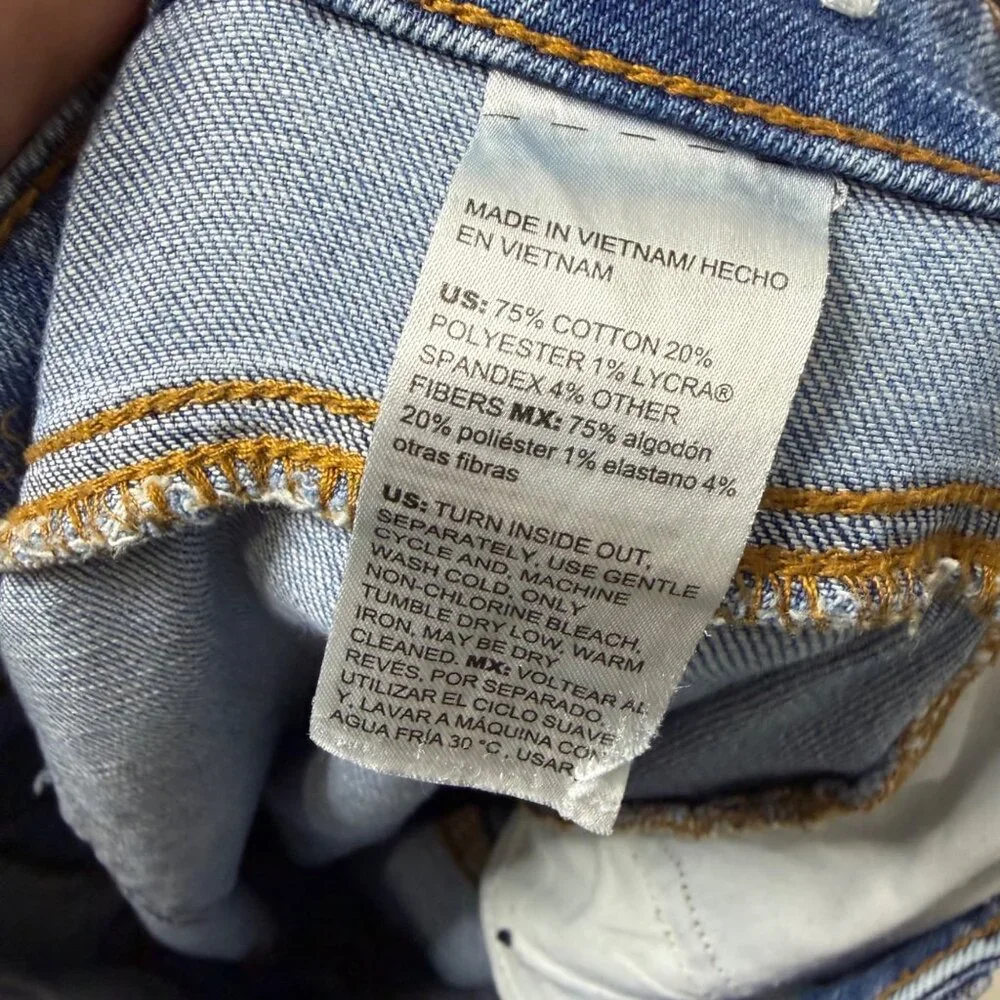 MADE IN VIETNAM/ HECHO
EN VIETNAM
US: 75% COTTON 20%
POLYESTER 1% LYCRA®
SPANDEX 4% OTHER
FIBERS MX: 75% algodón
20% poliéster 1% elastano 4%
otras fibras
US: TURN INSIDE OUT,
SEPARATELY, USE GENTLE
CYCLE AND, MACHINE
WASH COLD, ONLY
NON-CHLORINE BLEACH,
TUMBLE DRY LOW, WARM
IRON, MAY BE DRY
CLEANED. MX: VOLTEAR AL
REVÉS, POR SEPARADO,
UTILIZAR EL CICLO SUAVE
Y, LAVAR A MÁQUINA CON
AGUA FRÍA 30 °C, USAR